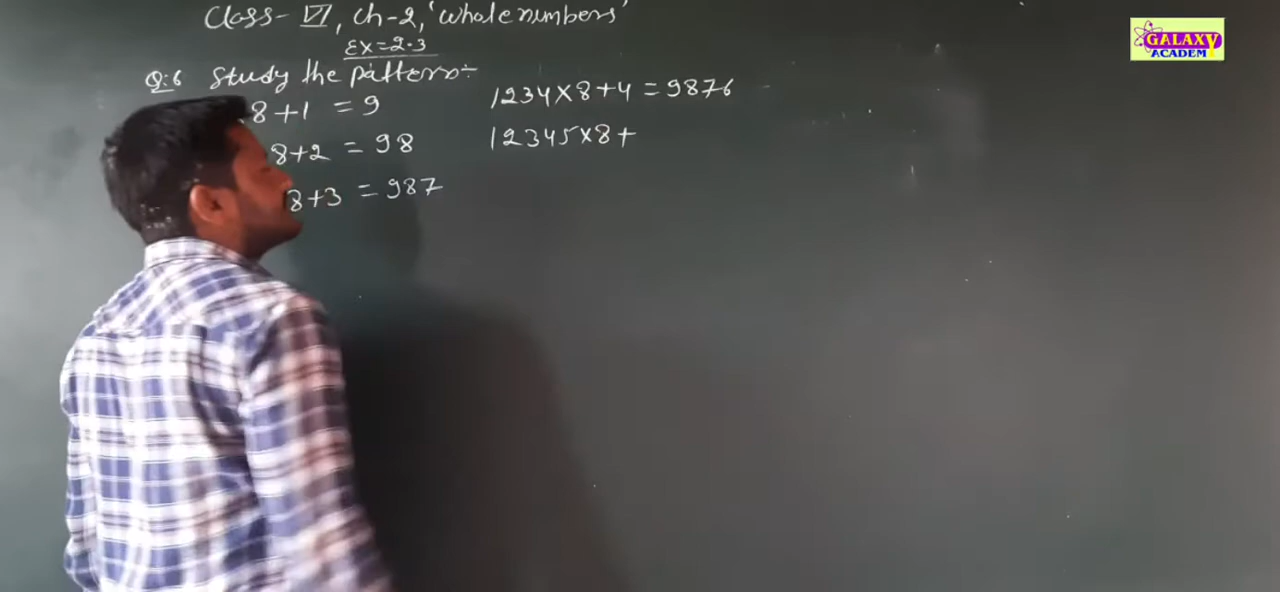 Class- VI, Ch-2, 'Whole numbers'
Ex=2.3
Q:6 Study the pattern÷
8+1 = 9
8+2 = 98
8+3 = 987
1234×8+4 = 9876
12345×8+
GALAXY
ACADEM